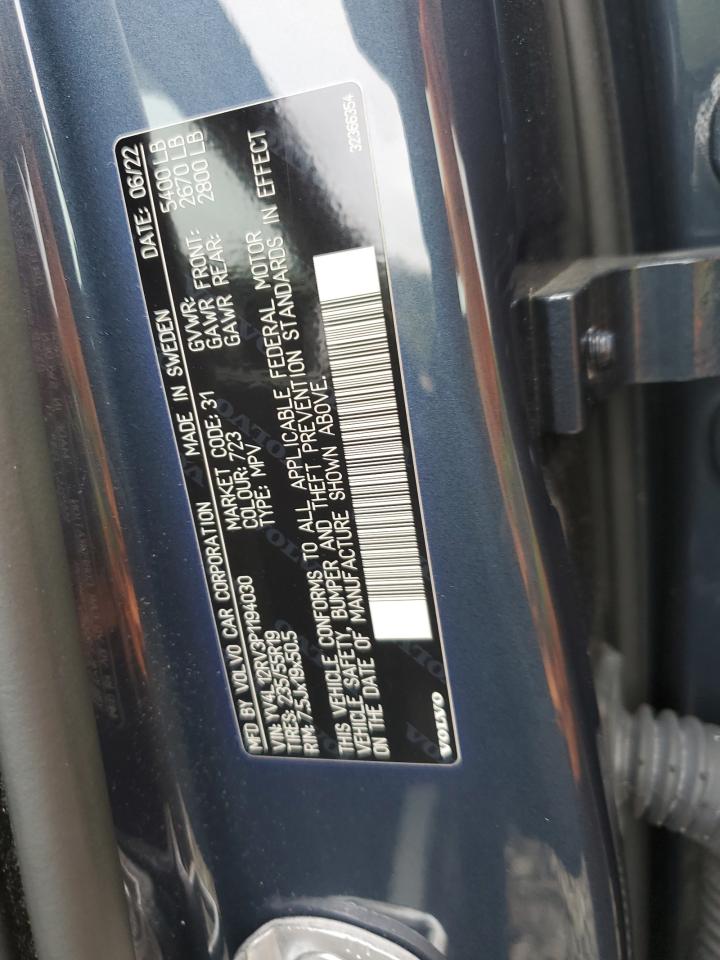 MFD BY VOLVO CAR CORPORATION MADE IN SWEDEN DATE: 06/22
VIN: YV4L12RV3P1194030 MARKET CODE: 31 GVWR: 5400 LB
TIRES: 235/55R19 COLOUR: 723 GAWR FRONT: 2670 LB
RIM: 7.5Jx19x50.5 TYPE: MPV GAWR REAR: 2800 LB
THIS VEHICLE CONFORMS TO ALL APPLICABLE FEDERAL MOTOR
VEHICLE SAFETY, BUMPER AND THEFT PREVENTION STANDARDS IN EFFECT
ON THE DATE OF MANUFACTURE SHOWN ABOVE.
VOLVO
32366354